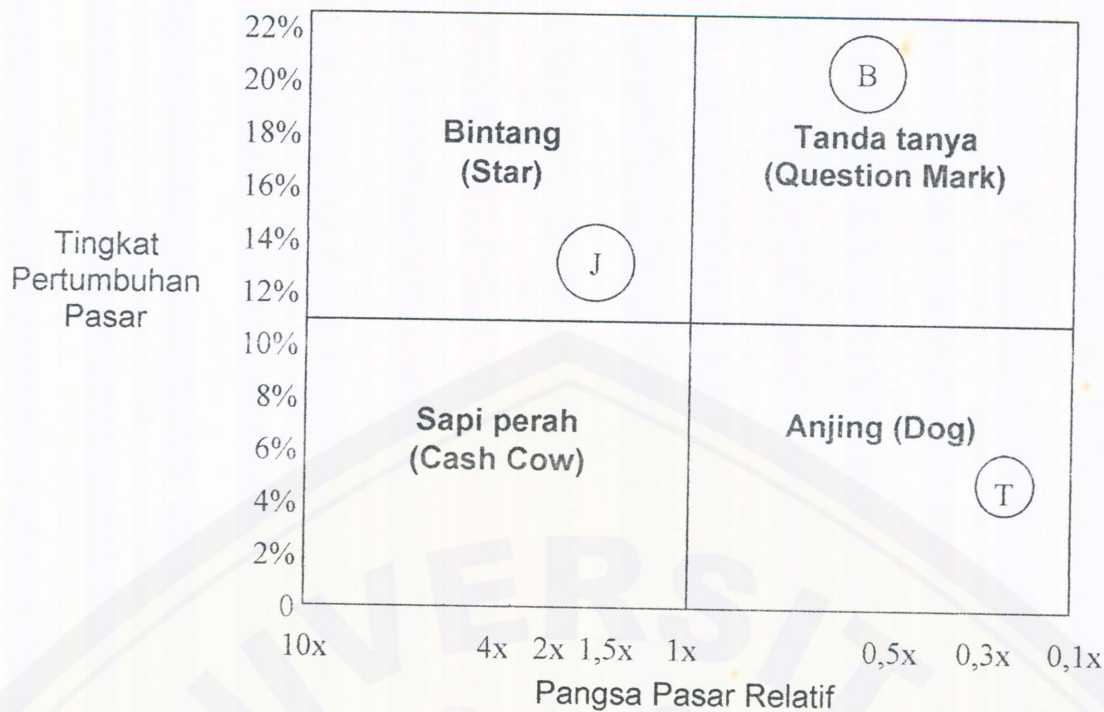 22%
20%
18%
16%
14%
12%
10%
8%
6%
4%
2%
0
Tingkat
Pertumbuhan
Pasar
Bintang
(Star)
J
B
Tanda tanya
(Question Mark)
Sapi perah
(Cash Cow)
Anjing (Dog)
T
10x 4x 2x 1,5x 1x 0,5x 0,3x 0,1x
Pangsa Pasar Relatif
IVERSIT